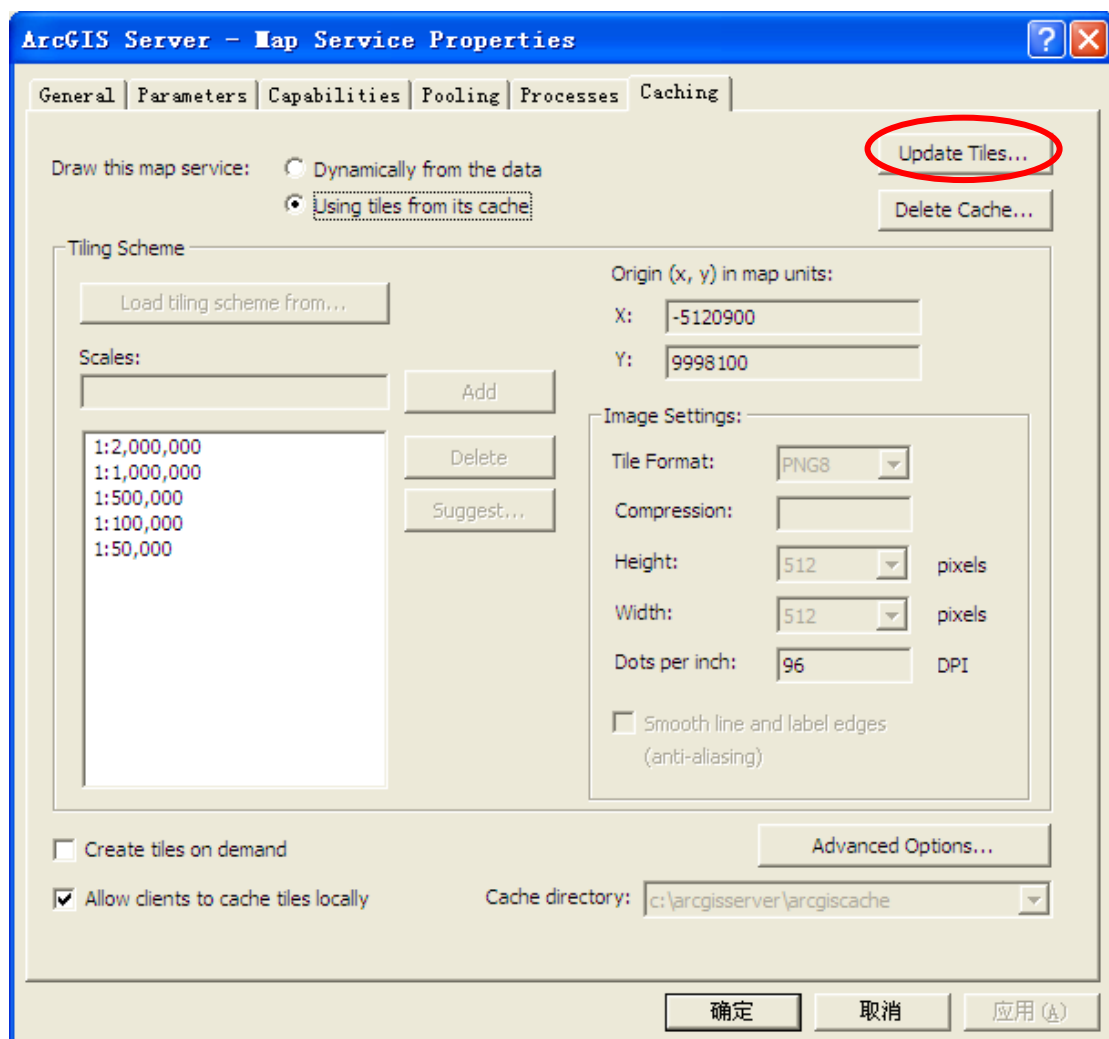 ArcGIS Server - Map Service Properties
General Parameters Capabilities Pooling Processes Caching
Draw this map service:
Dynamically from the data
Using tiles from its cache
Update Tiles...
Delete Cache...
Tiling Scheme
Load tiling scheme from...
Scales:
Add
1:2,000,000
1:1,000,000
1:500,000
1:100,000
1:50,000
Delete
Suggest...
Origin (x, y) in map units:
X: -5120900
Y: 9998100
Image Settings:
Tile Format: PNG8
Compression:
Height: 512 pixels
Width: 512 pixels
Dots per inch: 96 DPI
Smooth line and label edges
(anti-aliasing)
Create tiles on demand
Advanced Options...
Allow clients to cache tiles locally
Cache directory: c:\arcgisserver\arcgiscache
确定 取消 应用(A)